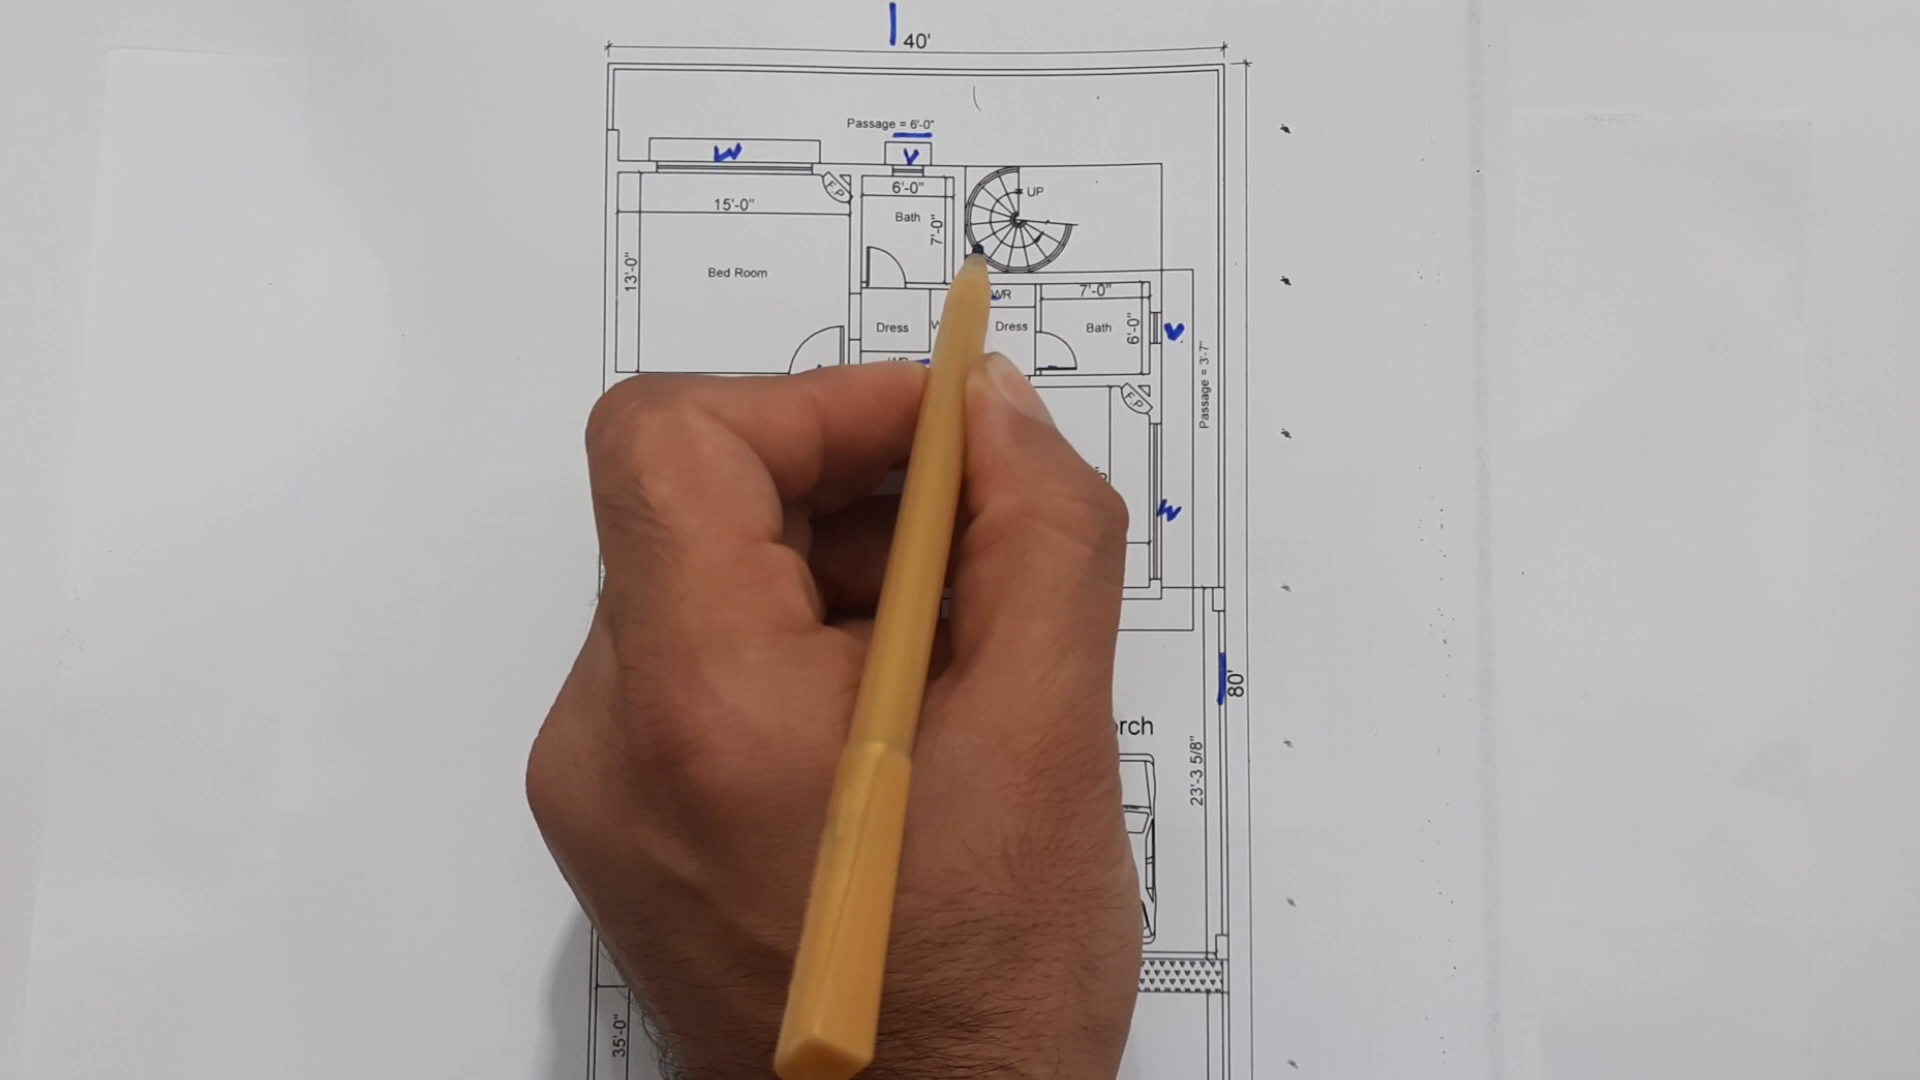 40'
Passage = 6'-0"
W
V
F.P
6'-0"
UP
15'-0"
Bath
7'-0"
13'-0"
Bed Room
WR
7'-0"
Dress
W
Dress
Bath
6'-0"
V
Passage = 3'-7"
WR
F.P
W
80'
rch
23'-3 5/8"
35'-0"